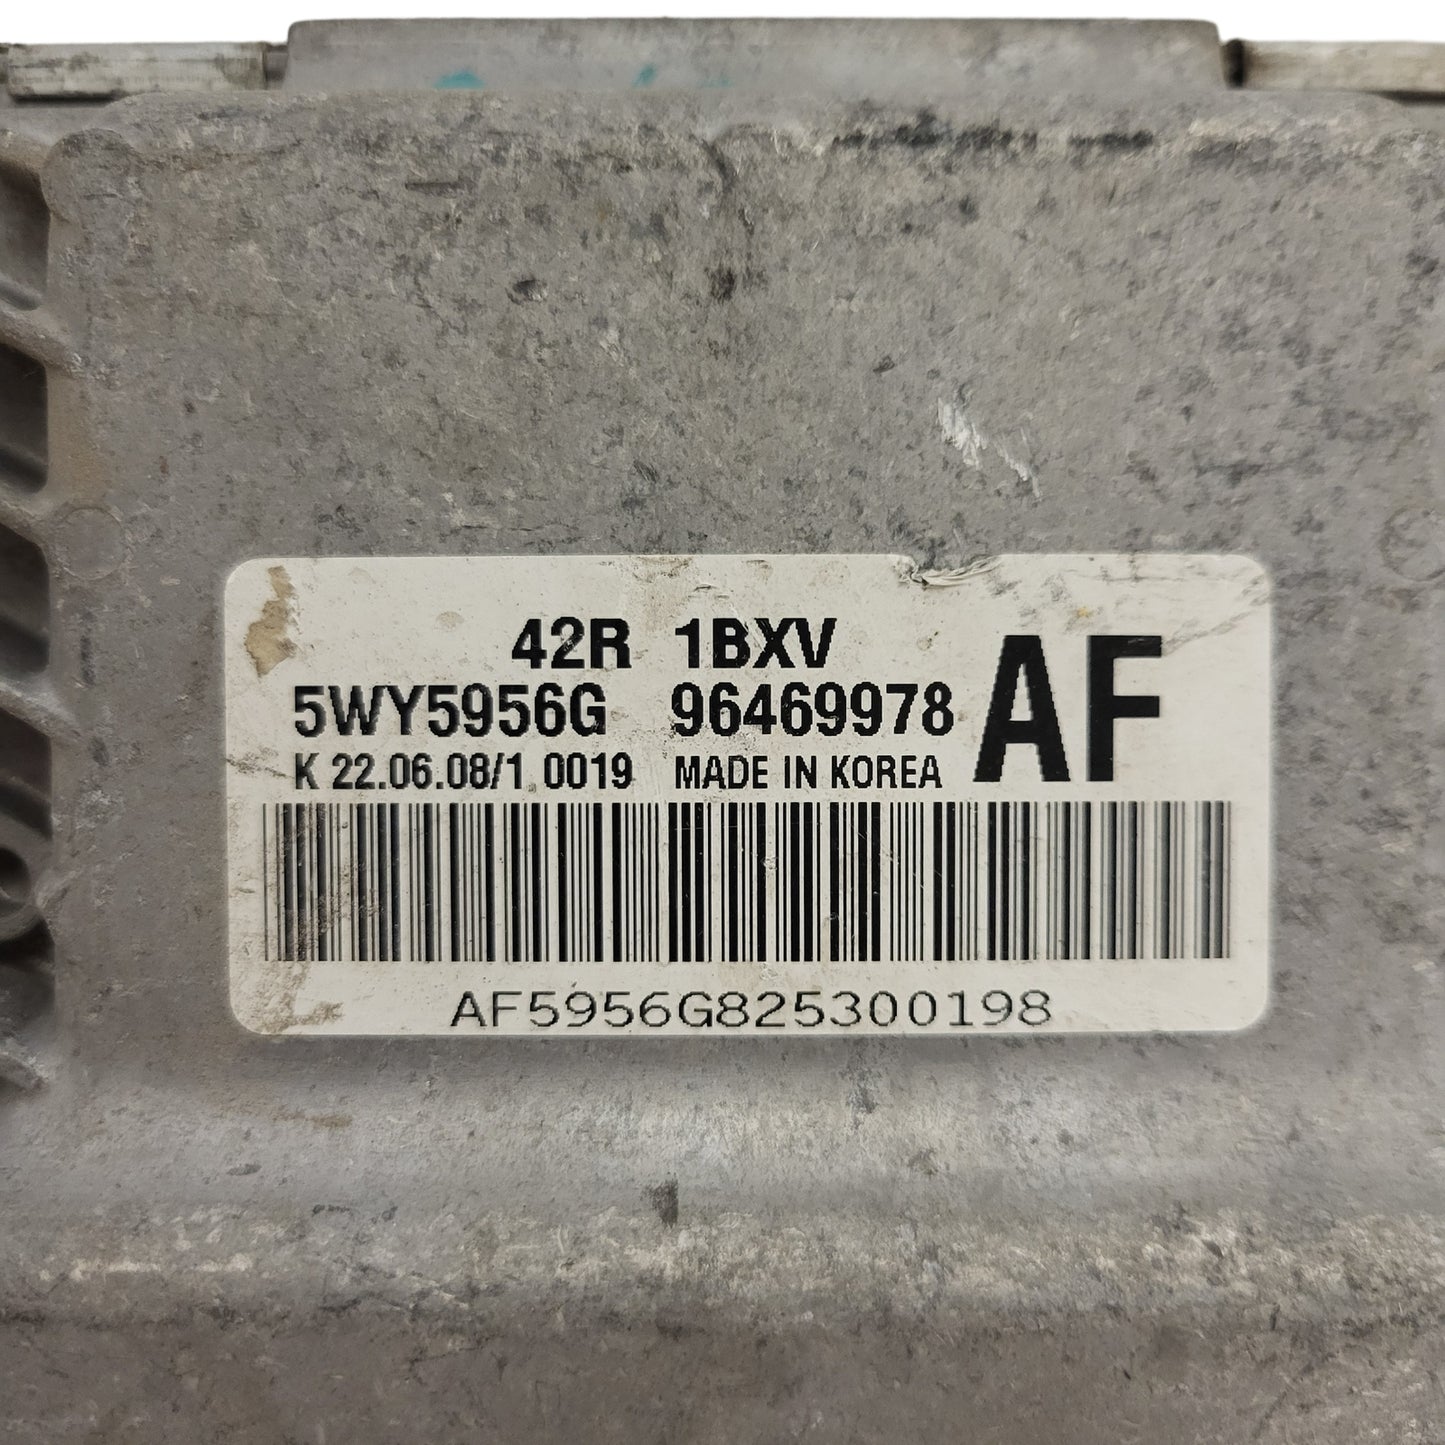 42R 1BXV
5WY5956G 96469978 AF
K 22.06.08/1 0019 MADE IN KOREA
AF5956G825300198